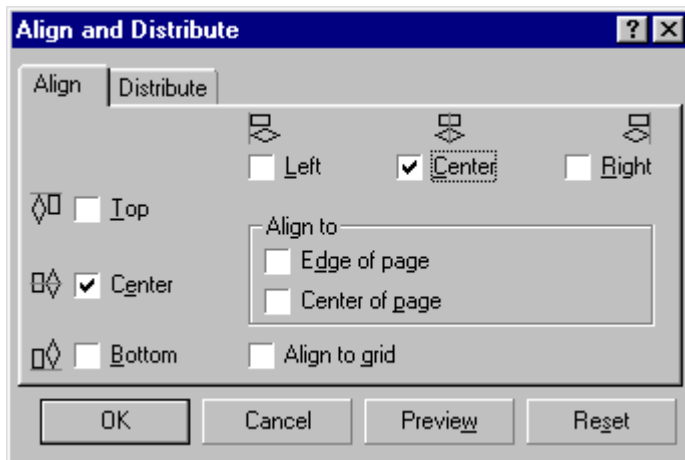 Align and Distribute
Align Distribute
Left Center Right
Top
Align to
Edge of page
Center
Center of page
Bottom Align to grid
OK Cancel Preview Reset